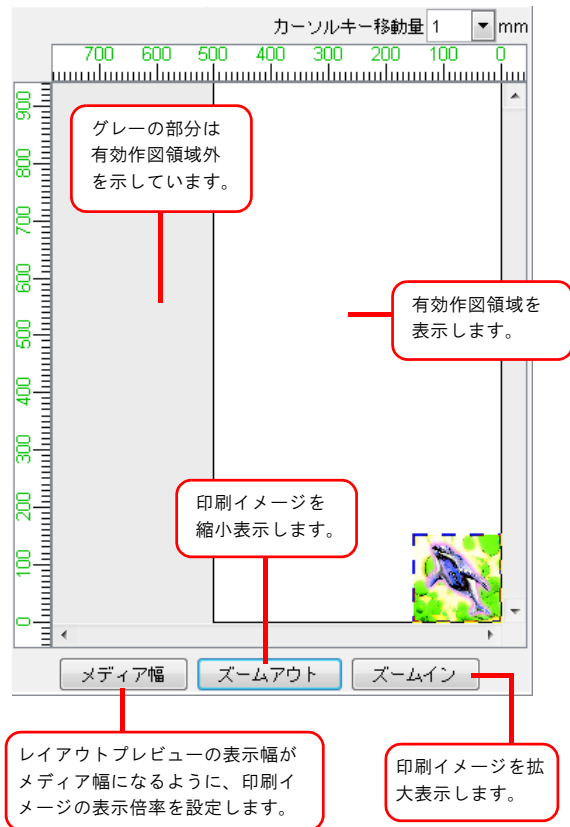 カーソルキー移動量 1 mm
700 600 500 400 300 200 100 0
900
800
700
600
500
400
300
200
100
0
グレーの部分は
有効作図領域外
を示しています。
有効作図領域を
表示します。
印刷イメージを
縮小表示します。
メディア幅 ズームアウト ズームイン
レイアウトプレビューの表示幅が
メディア幅になるように、印刷イ
メージの表示倍率を設定します。
印刷イメージを拡
大表示します。